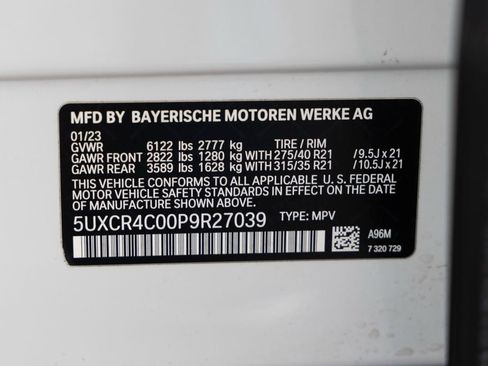 MFD BY BAYERISCHE MOTOREN WERKE AG
01/23
GVWR 6122 lbs 2777 kg TIRE / RIM
GAWR FRONT 2822 lbs 1280 kg WITH 275/40 R21 / 9.5J x 21
GAWR REAR 3589 lbs 1628 kg WITH 315/35 R21 / 10.5J x 21
THIS VEHICLE CONFORMS TO ALL APPLICABLE U.S. FEDERAL
MOTOR VEHICLE SAFETY STANDARDS IN EFFECT ON THE DATE
OF MANUFACTURE SHOWN ABOVE.
5UXCR4C00P9R27039 TYPE: MPV
A96M
7 320 729